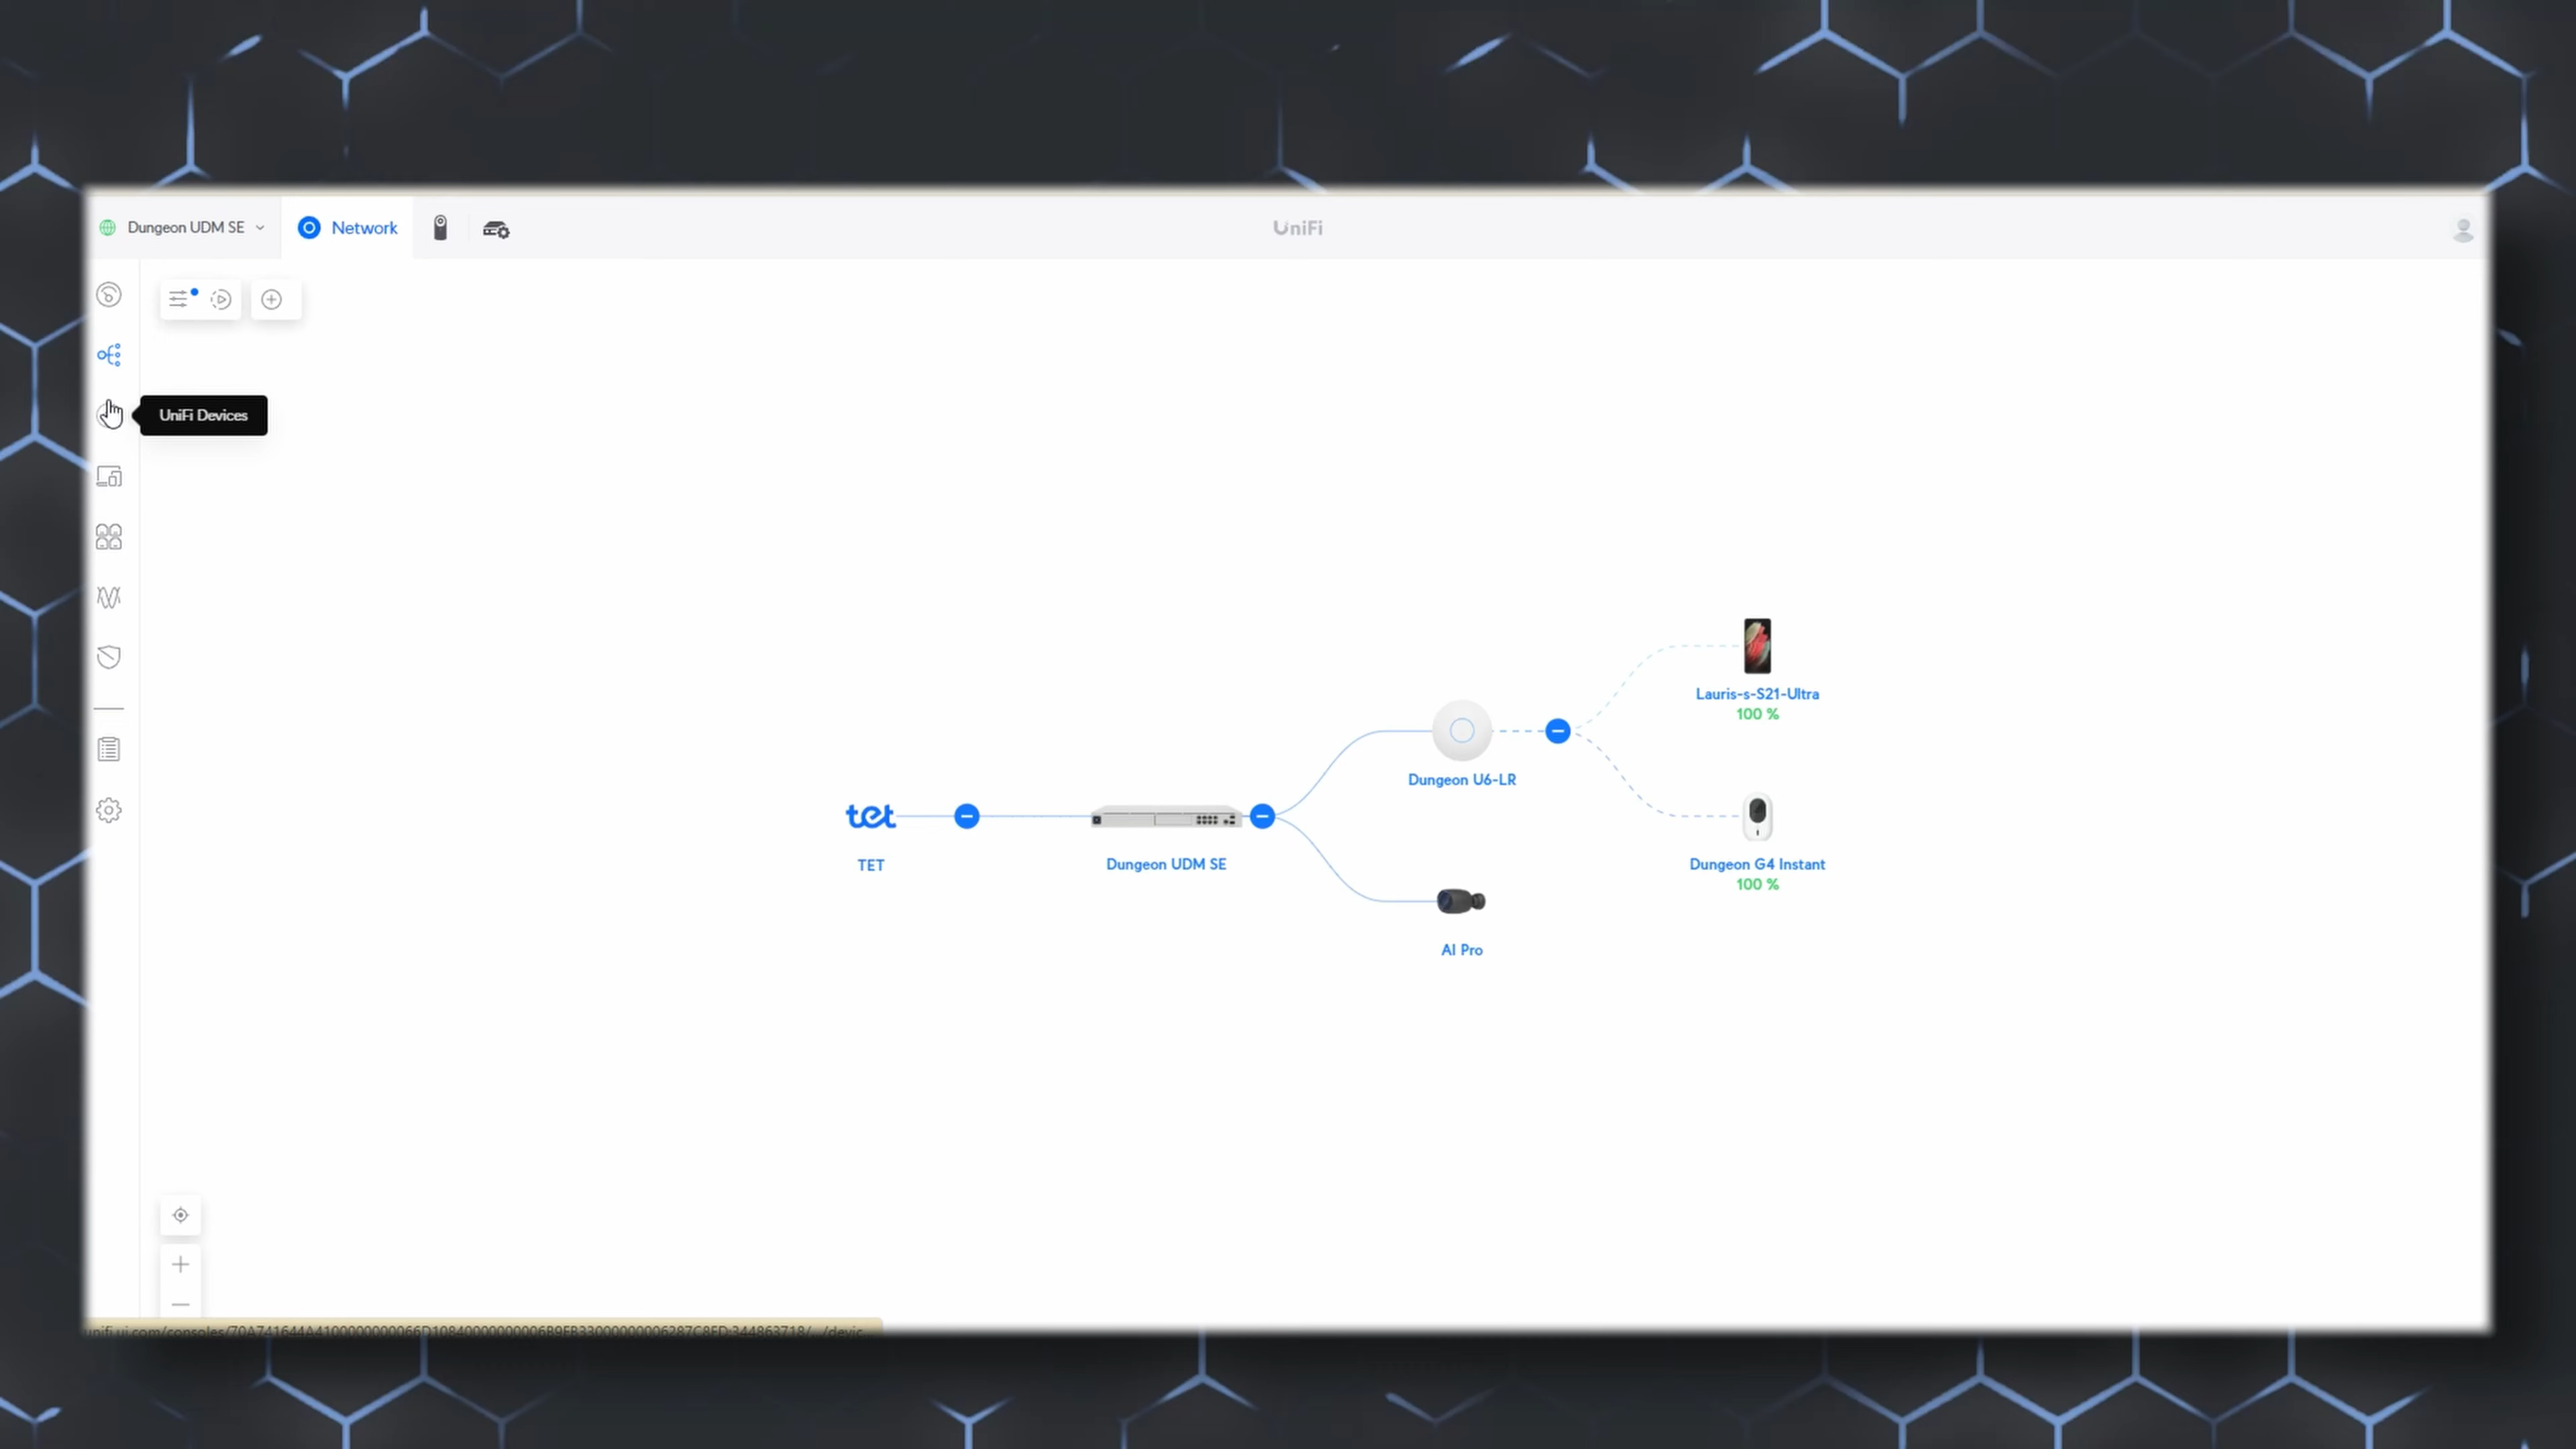 Dungeon UDM SE
Network
UniFi
UniFi Devices
Lauris-s-S21-Ultra
100 %
Dungeon U6-LR
tet
TET
Dungeon UDM SE
Dungeon G4 Instant
100 %
AI Pro